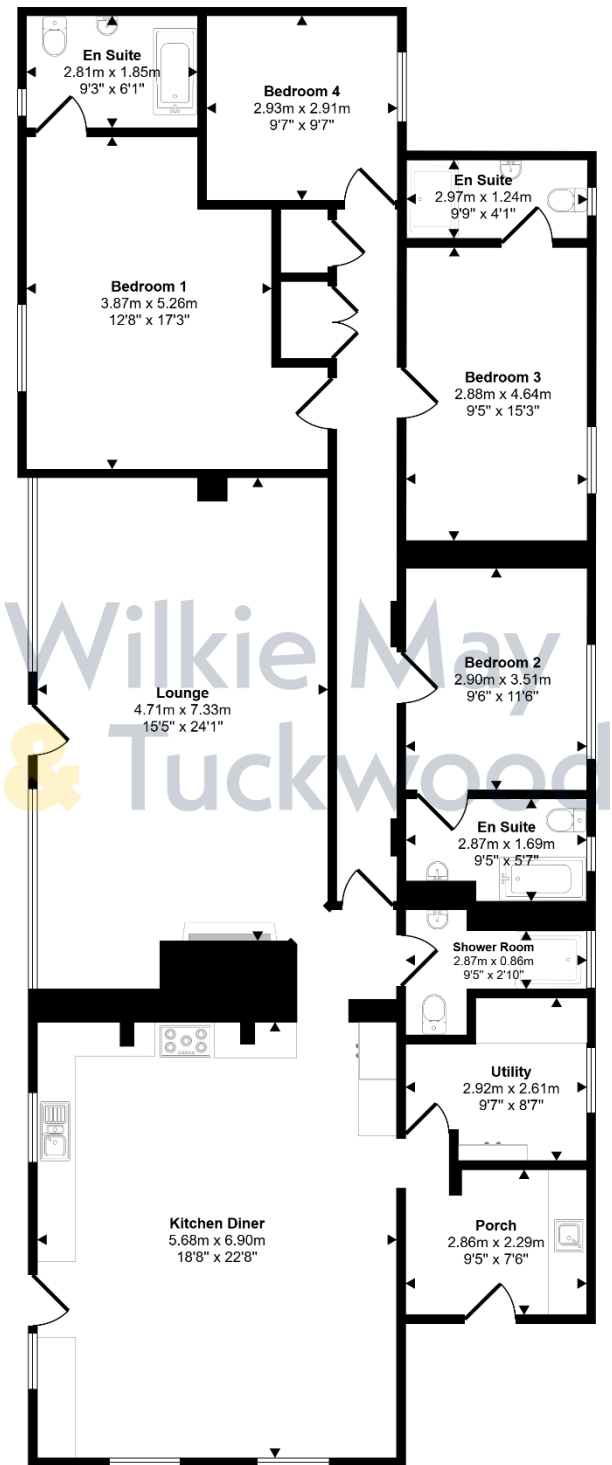 En Suite
2.81m x 1.85m
9'3" x 6'1"
Bedroom 4
2.93m x 2.91m
9'7" x 9'7"
En Suite
2.97m x 1.24m
9'9" x 4'1"
Bedroom 1
3.87m x 5.26m
12'8" x 17'3"
Bedroom 3
2.88m x 4.64m
9'5" x 15'3"
Wilkie May
& Tuckwood
Bedroom 2
2.90m x 3.51m
9'6" x 11'6"
Lounge
4.71m x 7.33m
15'5" x 24'1"
En Suite
2.87m x 1.69m
9'5" x 5'7"
Shower Room
2.87m x 0.86m
9'5" x 2'10"
Utility
2.92m x 2.61m
9'7" x 8'7"
Kitchen Diner
5.68m x 6.90m
18'8" x 22'8"
Porch
2.86m x 2.29m
9'5" x 7'6"